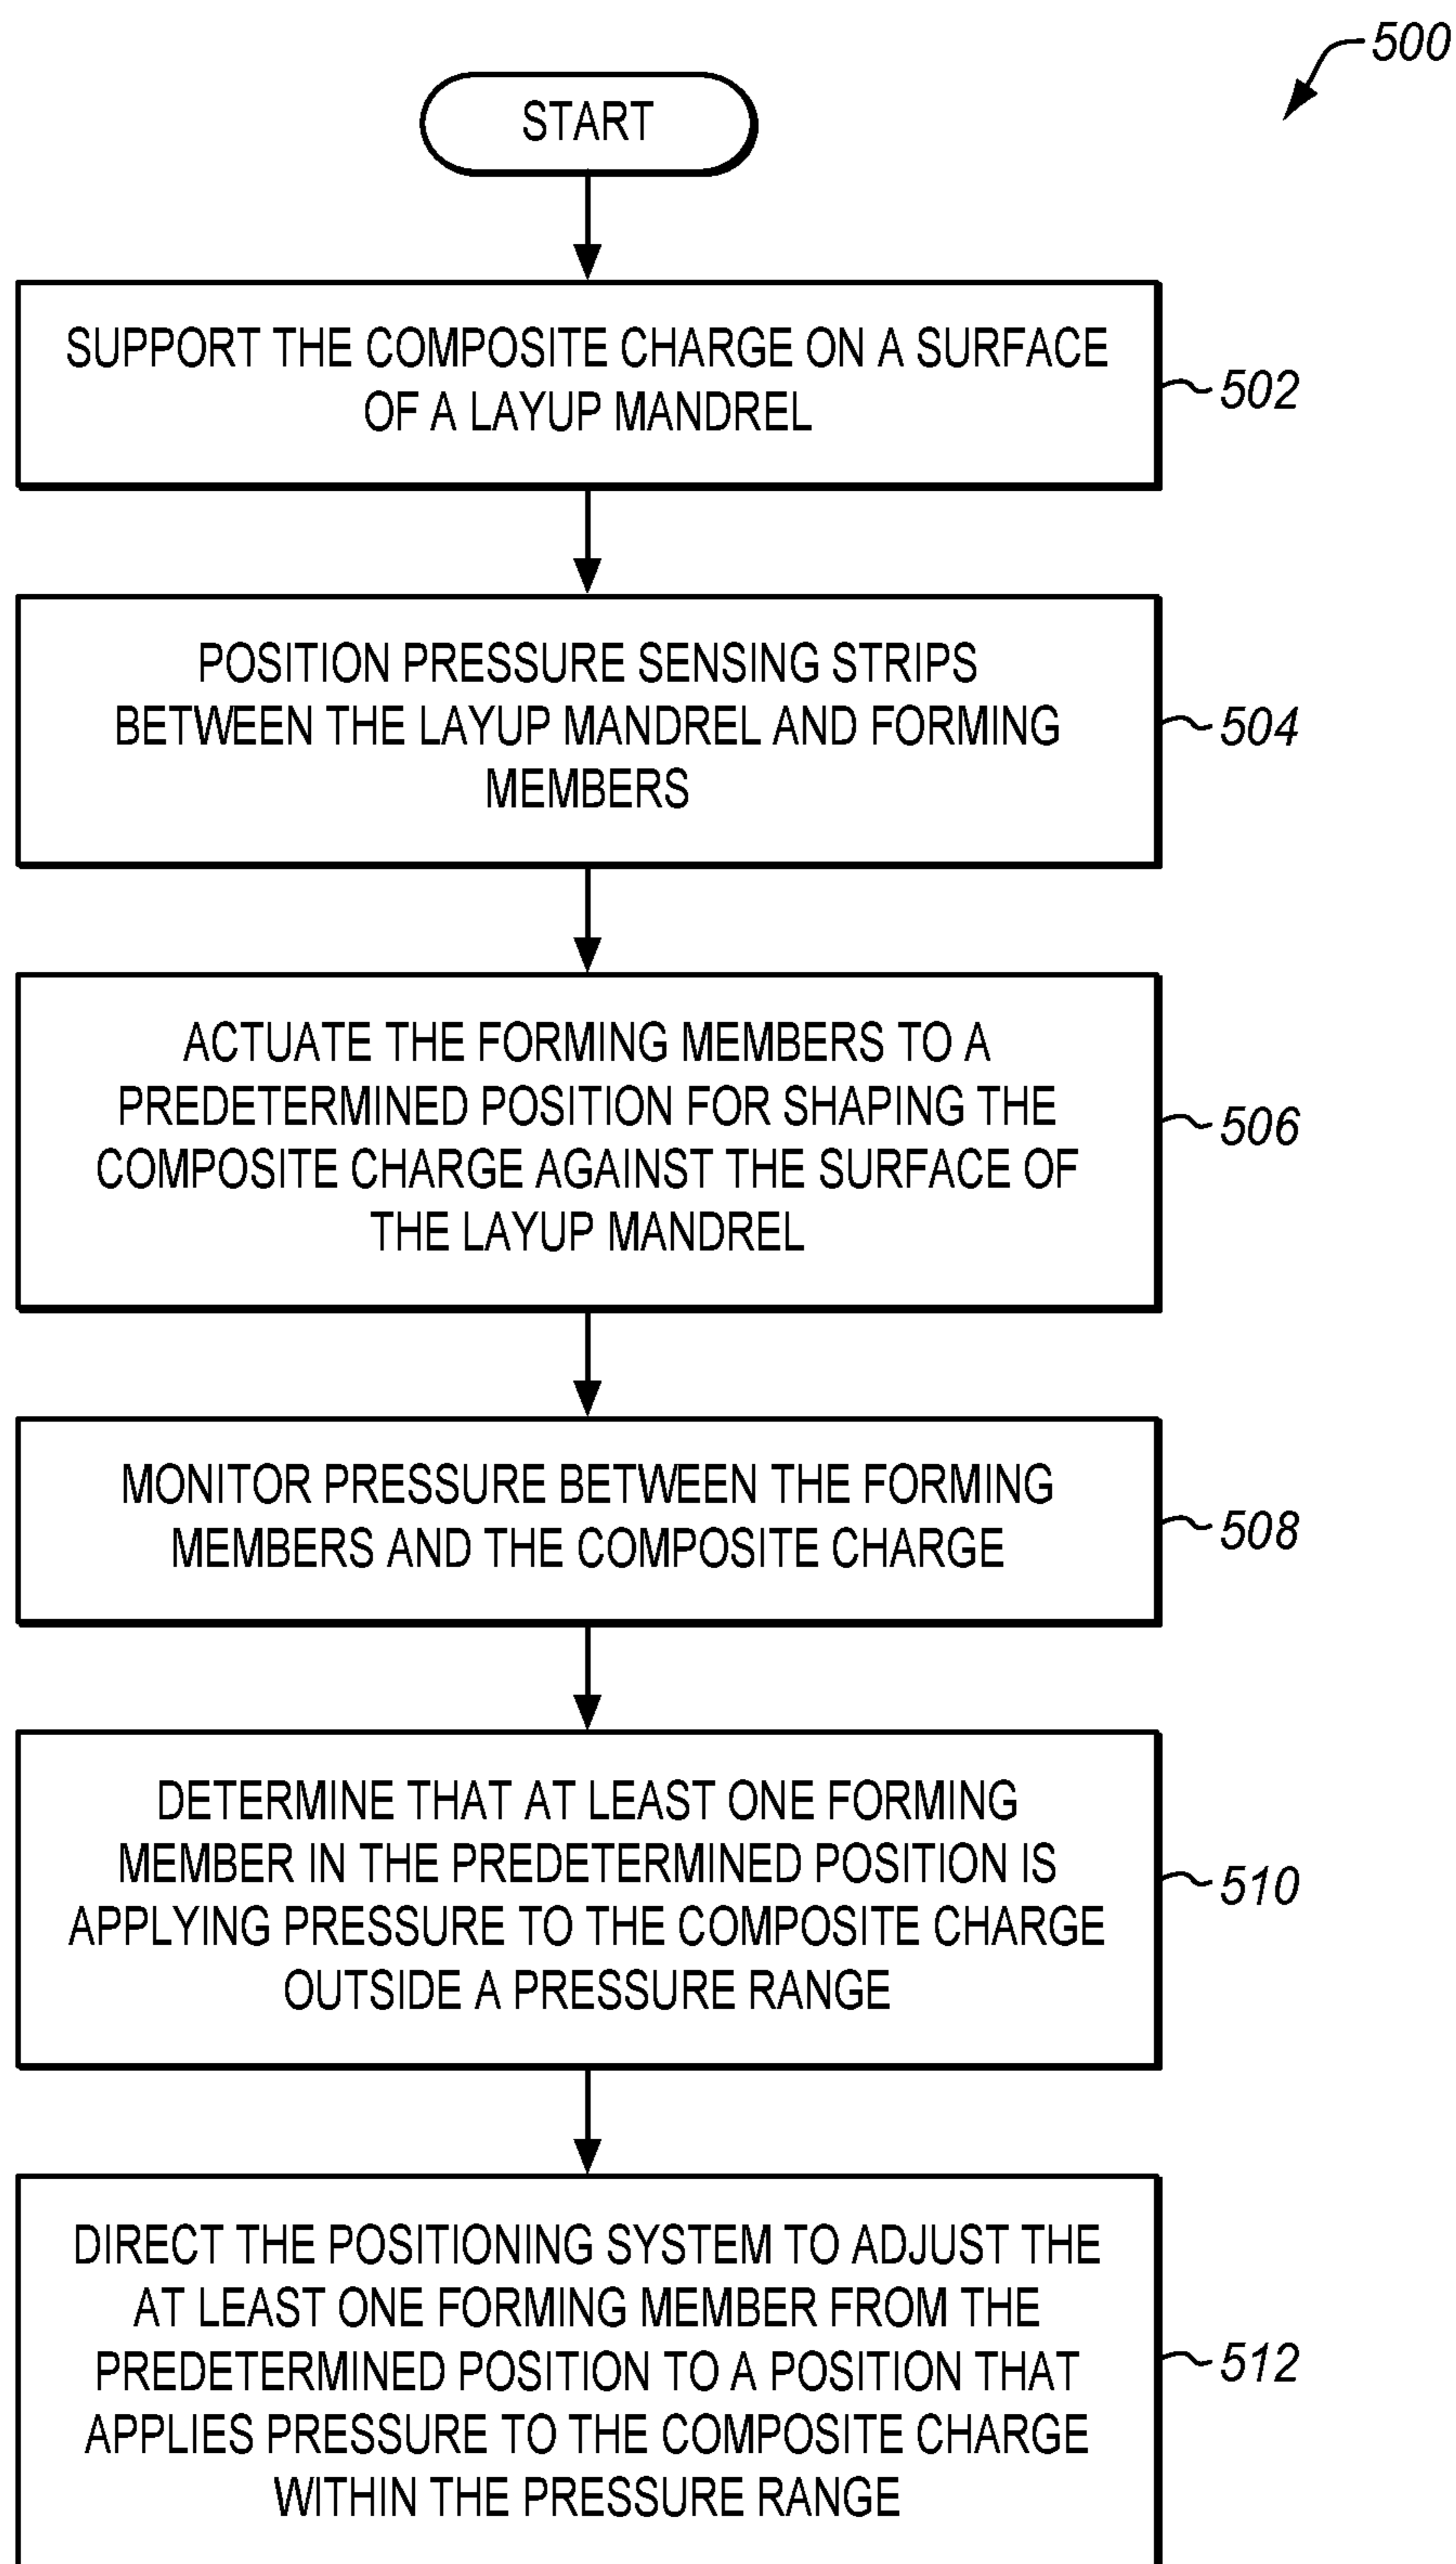 500
START
SUPPORT THE COMPOSITE CHARGE ON A SURFACE
OF A LAYUP MANDREL
502
POSITION PRESSURE SENSING STRIPS
BETWEEN THE LAYUP MANDREL AND FORMING
MEMBERS
504
ACTUATE THE FORMING MEMBERS TO A
PREDETERMINED POSITION FOR SHAPING THE
COMPOSITE CHARGE AGAINST THE SURFACE OF
THE LAYUP MANDREL
506
MONITOR PRESSURE BETWEEN THE FORMING
MEMBERS AND THE COMPOSITE CHARGE
508
DETERMINE THAT AT LEAST ONE FORMING
MEMBER IN THE PREDETERMINED POSITION IS
APPLYING PRESSURE TO THE COMPOSITE CHARGE
OUTSIDE A PRESSURE RANGE
510
DIRECT THE POSITIONING SYSTEM TO ADJUST THE
AT LEAST ONE FORMING MEMBER FROM THE
PREDETERMINED POSITION TO A POSITION THAT
APPLIES PRESSURE TO THE COMPOSITE CHARGE
WITHIN THE PRESSURE RANGE
512